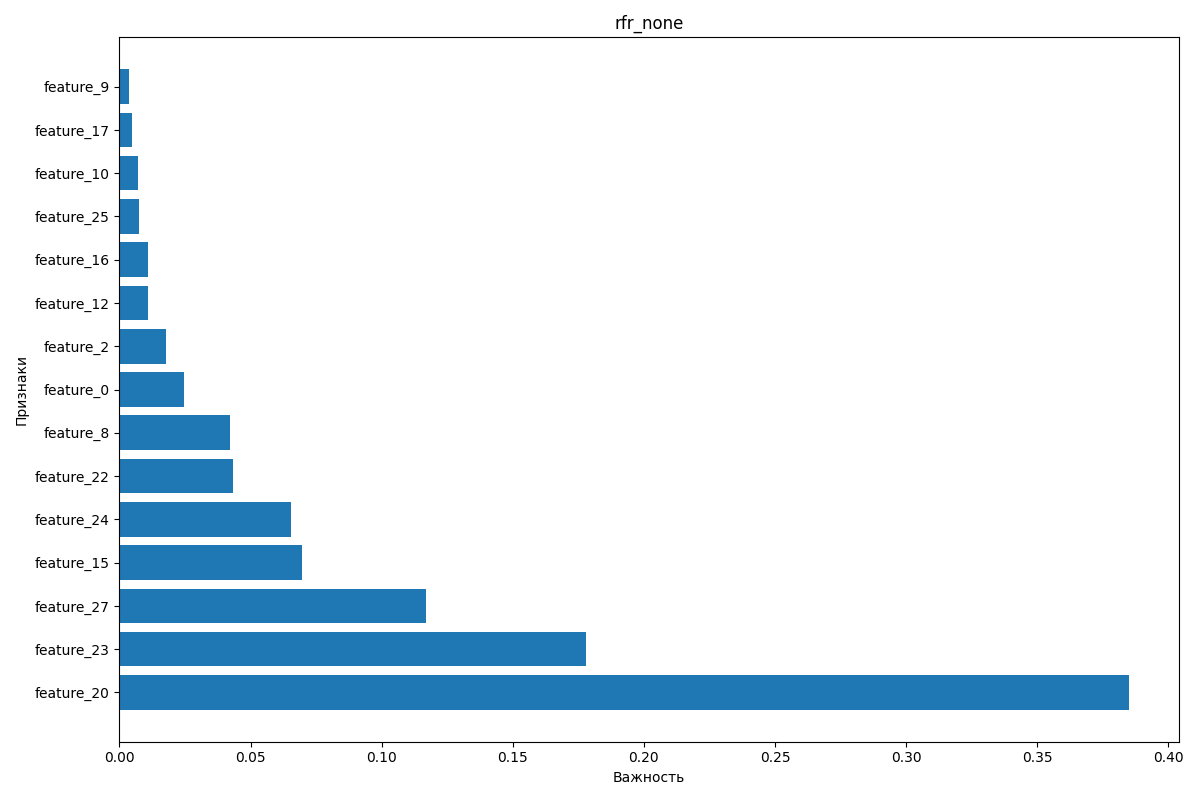 rfr_none
feature_9
feature_17
feature_10
feature_25
feature_16
feature_12
feature_2
feature_0
feature_8
feature_22
feature_24
feature_15
feature_27
feature_23
feature_20
Признаки
0.00 0.05 0.10 0.15 0.20 0.25 0.30 0.35 0.40
Важность